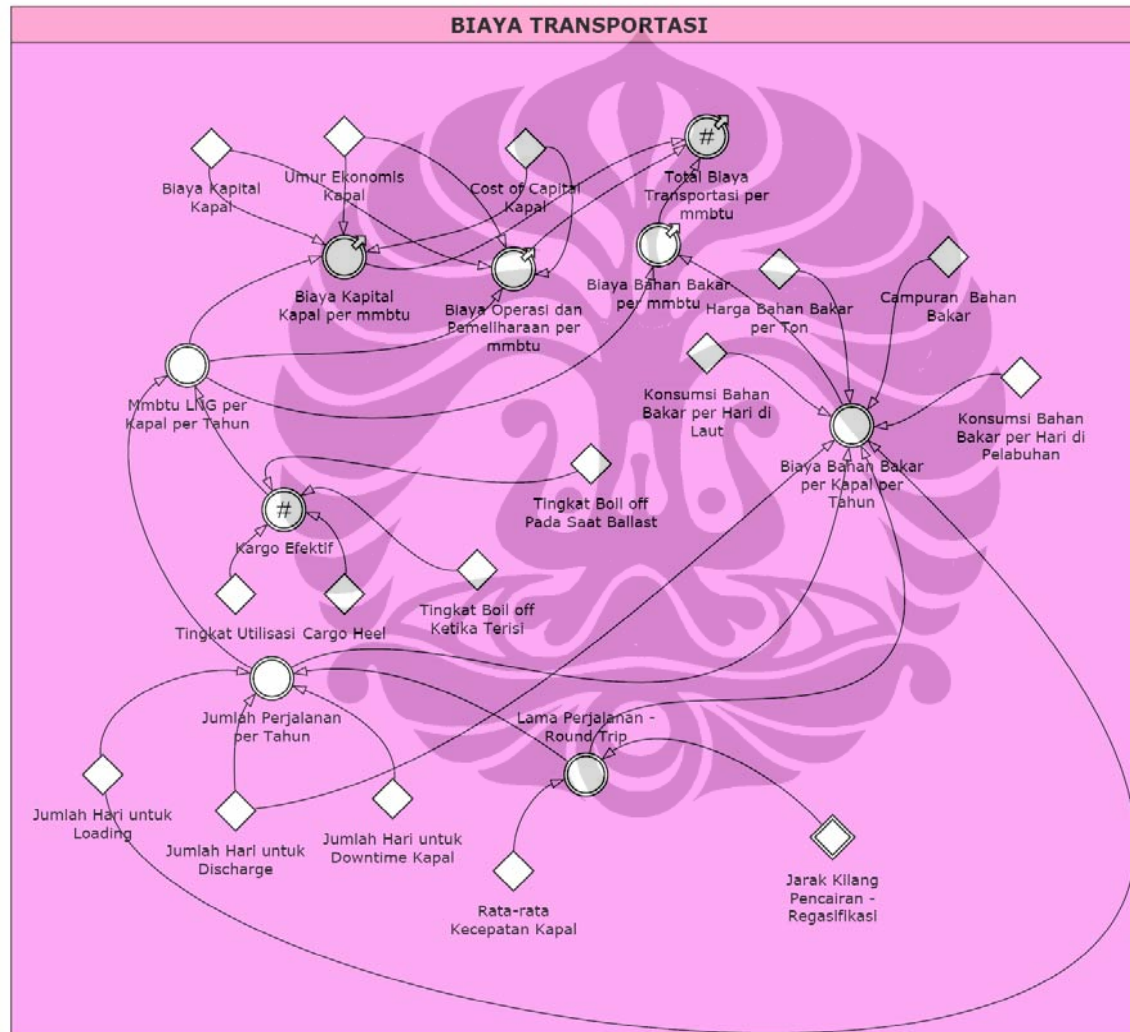 BIAYA TRANSPORTASI
#
Biaya Kapital
Kapal
Umur Ekonomis
Kapal
Cost of Capital
Kapal
Total Biaya
Transportasi per
mmbtu
Biaya Kapital
Kapal per mmbtu
Biaya Operasi dan
Pemeliharaan per
mmbtu
Biaya Bahan Bakar
per mmbtu
Harga Bahan Bakar
per Ton
Campuran Bahan
Bakar
Mmbtu LNG per
Kapal per Tahun
Konsumsi Bahan
Bakar per Hari di
Laut
Konsumsi Bahan
Bakar per Hari di
Pelabuhan
Biaya Bahan Bakar
per Kapal per
Tahun
Tingkat Boil off
Pada Saat Ballast
#
Kargo Efektif
Tingkat Boil off
Ketika Terisi
Tingkat Utilisasi
Cargo Heel
Jumlah Perjalanan
per Tahun
Lama Perjalanan -
Round Trip
Jumlah Hari untuk
Loading
Jumlah Hari untuk
Discharge
Jumlah Hari untuk
Downtime Kapal
Rata-rata
Kecepatan Kapal
Jarak Kilang
Pencairan -
Regasifikasi